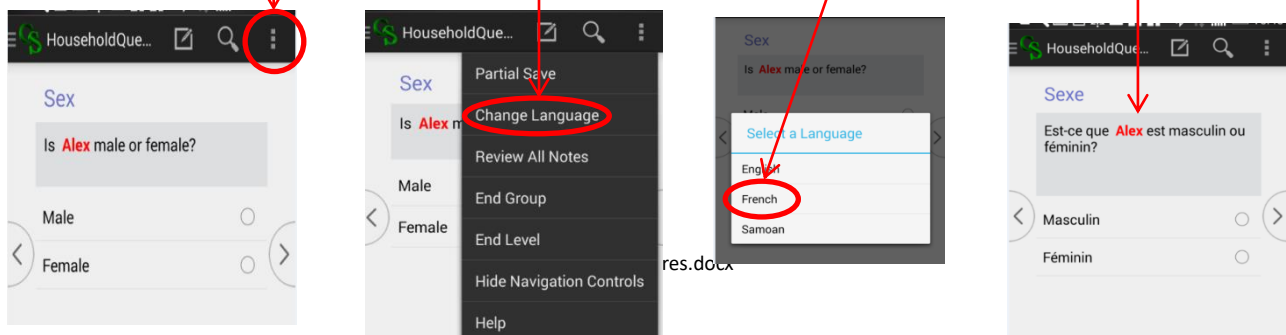 HouseholdQue...
Sex
Is Alex male or female?
Male
Female
Househo dQue...
Sex
Is Alex m
Male
Female
Partial Save
Change Language
Review All Notes
End Group
End Level
Hide Navigation Controls
Help
Sex
Is Alex male or female?
Select a Language
English
French
Samoan
res.docx
HouseholdQue...
Sexe
Est-ce que Alex est masculin ou
féminin?
Masculin
Féminin